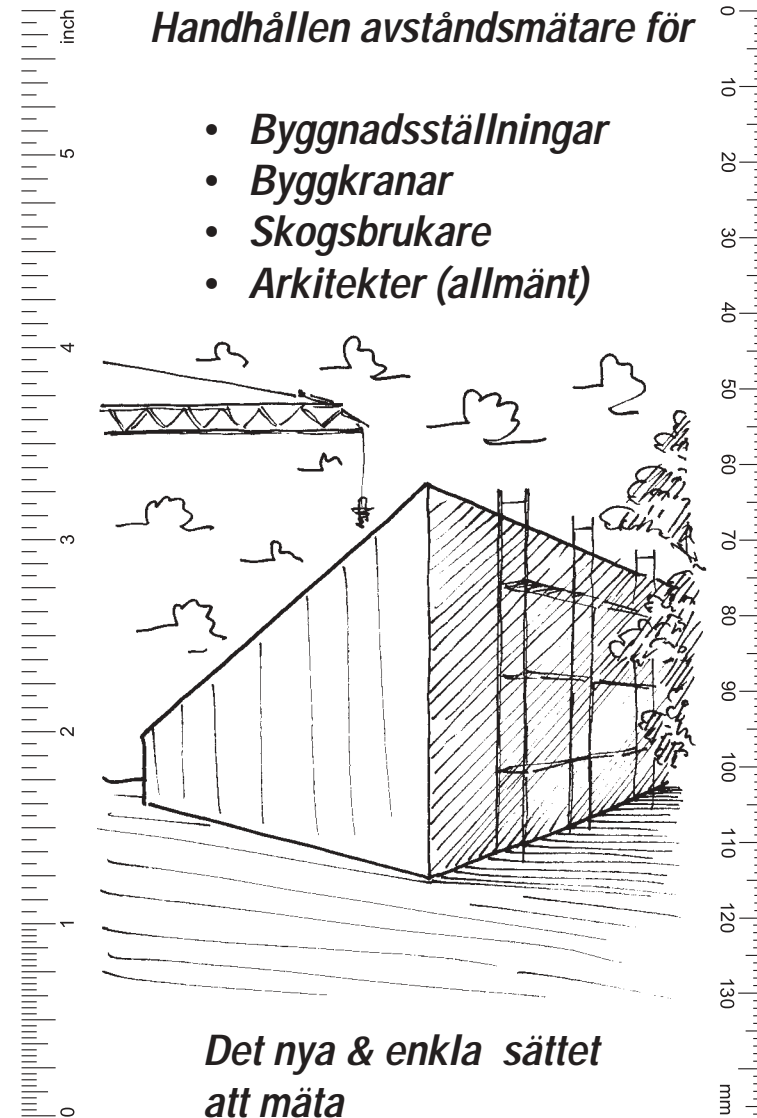 Handhållen avståndsmätare för
• Byggnadsställningar
• Byggkranar
• Skogsbrukare
• Arkitekter (allmänt)
Det nya & enkla sättet
att mäta
inch
5
4
3
2
1
0
0
10
20
30
40
50
60
70
80
90
100
110
120
130
mm